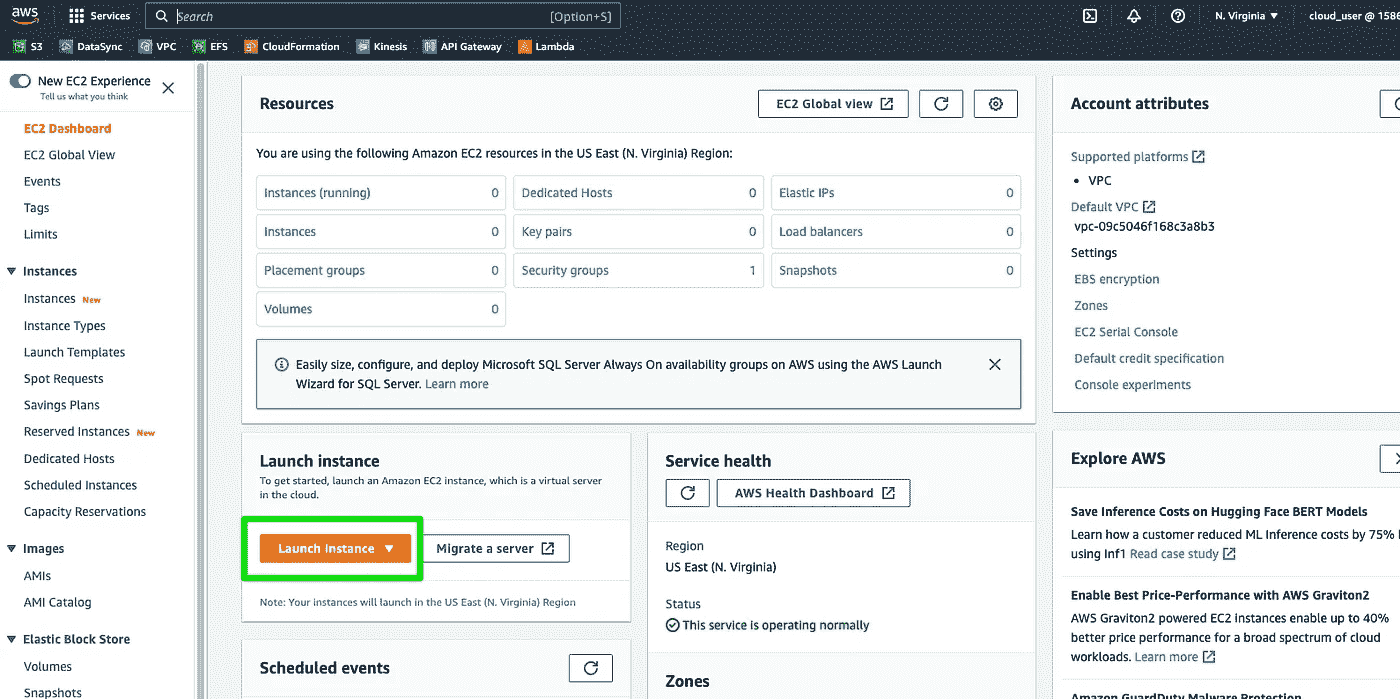 aws
Services
Search
[Option+S]
N. Virginia
cloud_user @ 1586
S3
DataSync
VPC
EFS
CloudFormation
Kinesis
API Gateway
Lambda
New EC2 Experience
Tell us what you think
EC2 Dashboard
EC2 Global View
Events
Tags
Limits
Instances
Instances New
Instance Types
Launch Templates
Spot Requests
Savings Plans
Reserved Instances New
Dedicated Hosts
Scheduled Instances
Capacity Reservations
Images
AMIs
AMI Catalog
Elastic Block Store
Volumes
Snapshots
Resources
EC2 Global view
You are using the following Amazon EC2 resources in the US East (N. Virginia) Region:
Instances (running) 0
Dedicated Hosts 0
Elastic IPs 0
Instances 0
Key pairs 0
Load balancers 0
Placement groups 0
Security groups 1
Snapshots 0
Volumes 0
Easily size, configure, and deploy Microsoft SQL Server Always On availability groups on AWS using the AWS Launch
Wizard for SQL Server. Learn more
Launch instance
To get started, launch an Amazon EC2 instance, which is a virtual server
in the cloud.
Launch instance
Migrate a server
Note: Your instances will launch in the US East (N. Virginia) Region
Scheduled events
Service health
AWS Health Dashboard
Region
US East (N. Virginia)
Status
This service is operating normally
Zones
Account attributes
Supported platforms
VPC
Default VPC
vpc-09c5046f168c3a8b3
Settings
EBS encryption
Zones
EC2 Serial Console
Default credit specification
Console experiments
Explore AWS
Save Inference Costs on Hugging Face BERT Models
Learn how a customer reduced ML Inference costs by 75%
using Inf1 Read case study
Enable Best Price-Performance with AWS Graviton2
AWS Graviton2 powered EC2 instances enable up to 40%
better price performance for a broad spectrum of cloud
workloads. Learn more
Amazon GuardDuty Malware Protection